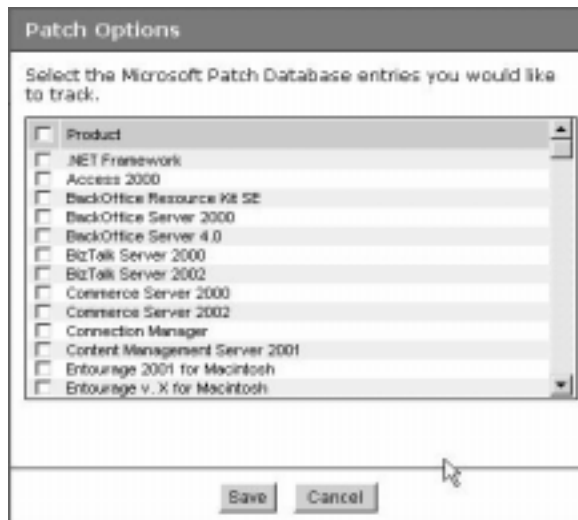 Patch Options
Select the Microsoft Patch Database entries you would like
to track.
Product
.NET Framework
Access 2000
BackOffice Resource Kit SE
BackOffice Server 2000
BackOffice Server 4.0
BizTalk Server 2000
BizTalk Server 2002
Commerce Server 2000
Commerce Server 2002
Connection Manager
Content Management Server 2001
Entourage 2001 for Macintosh
Entourage v. X for Macintosh
Save Cancel